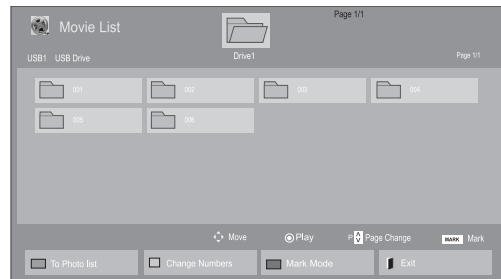 Page 1/1
Movie List
USB1 USB Drive
Drive1
Page 1/1
001 002 003 004
005 006
Move Play P Page Change MARK Mark
To Photo list Change Numbers Mark Mode Exit